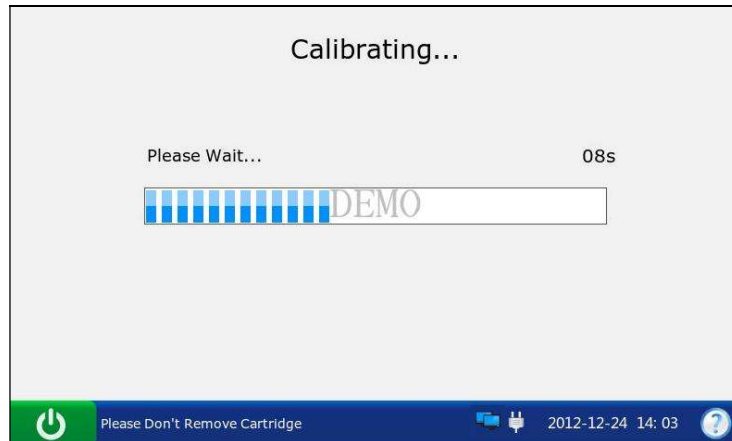 Calibrating...
Please Wait... 08s
DEMO
Please Don't Remove Cartridge 2012-12-24 14: 03 ?